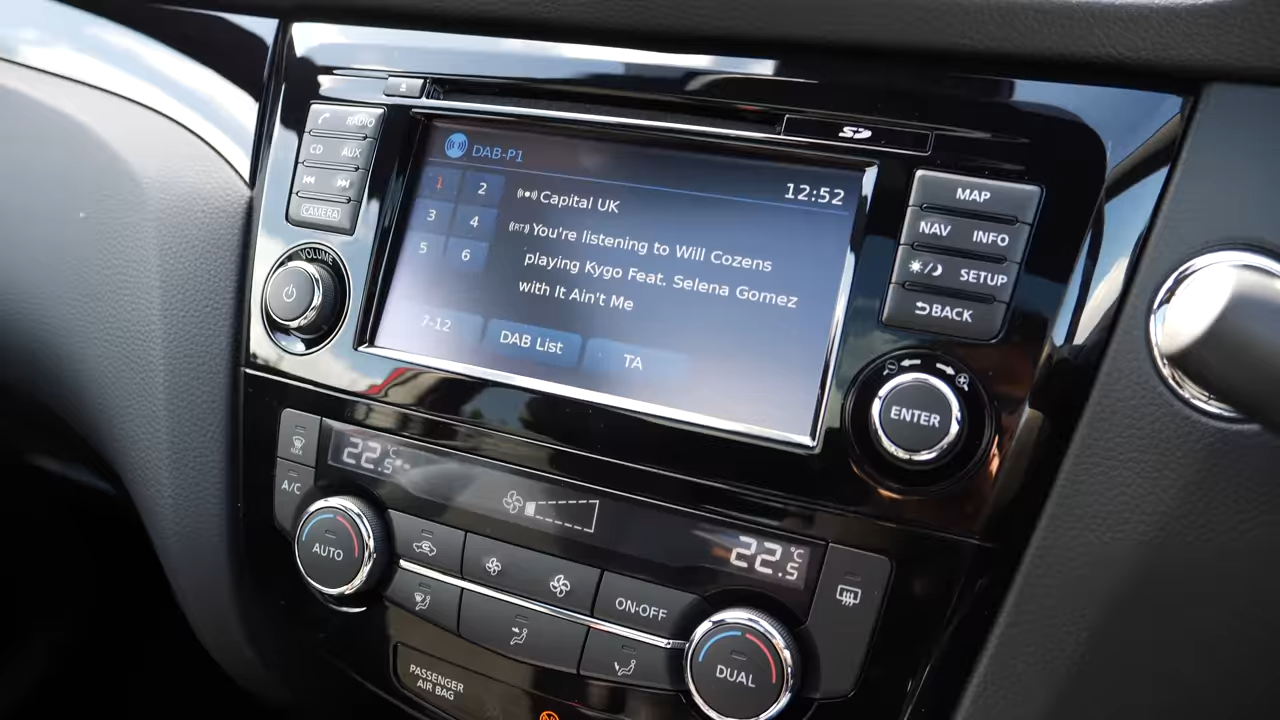 RADIO
CD AUX
CAMERA
VOLUME
SD
DAB-P1
12:52
1 2
3 4
5 6
7-12
Capital UK
(RT) You're listening to Will Cozens
playing Kygo Feat. Selena Gomez
with It Ain't Me
DAB List
TA
MAP
NAV INFO
SETUP
BACK
ENTER
MAX
A/C
22.5°C
22.5°C
AUTO
ON·OFF
DUAL
PASSENGER
AIR BAG